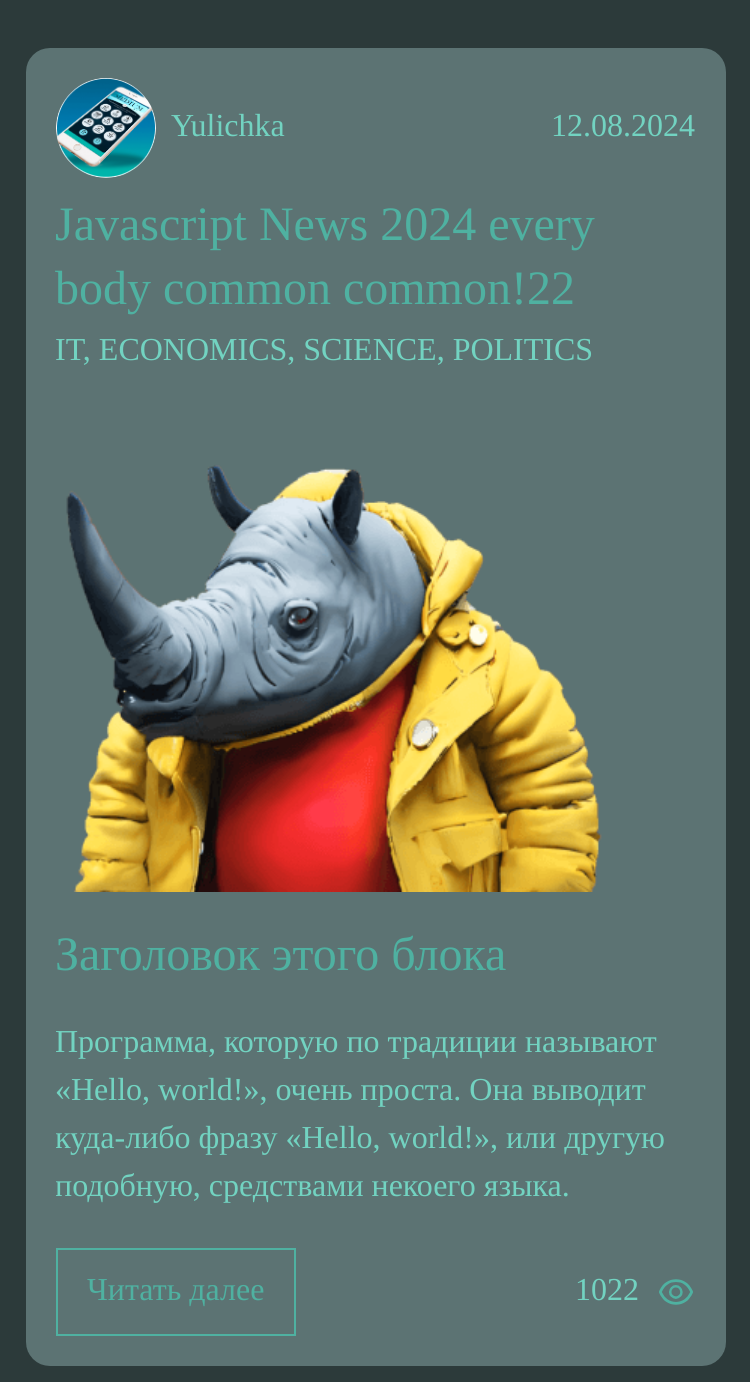 Yulichka
12.08.2024
Javascript News 2024 every
body common common!22
IT, ECONOMICS, SCIENCE, POLITICS
Заголовок этого блока
Программа, которую по традиции называют
«Hello, world!», очень проста. Она выводит
куда-либо фразу «Hello, world!», или другую
подобную, средствами некоего языка.
Читать далее
1022